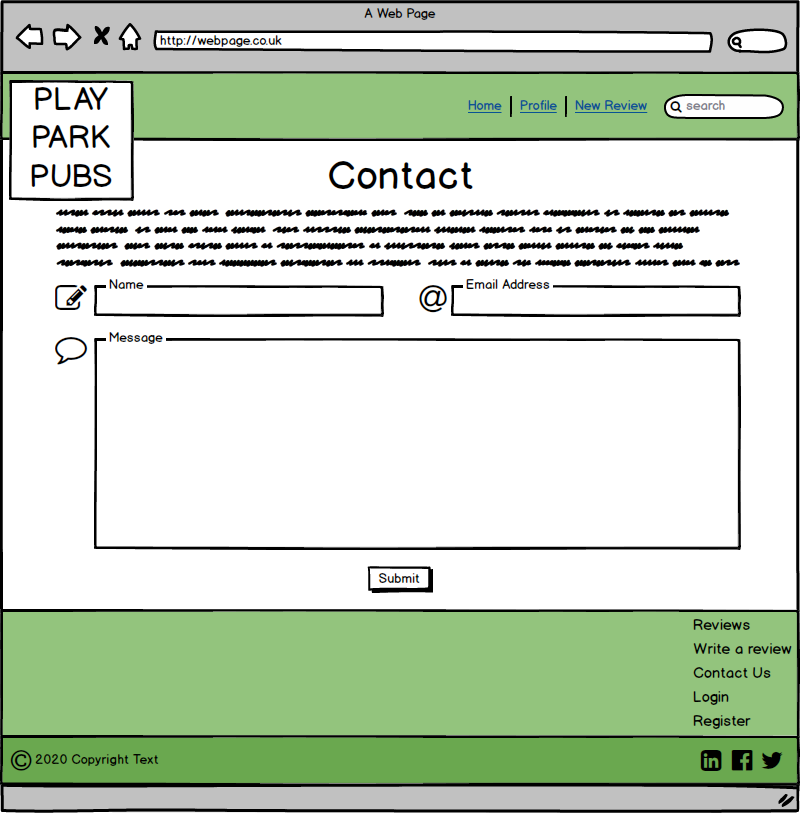 A Web Page
http://webpage.co.uk
PLAY
PARK
PUBS
Home
Profile
New Review
search
Contact
Name
@
Email Address
Message
Submit
Reviews
Write a review
Contact Us
Login
Register
© 2020 Copyright Text
in